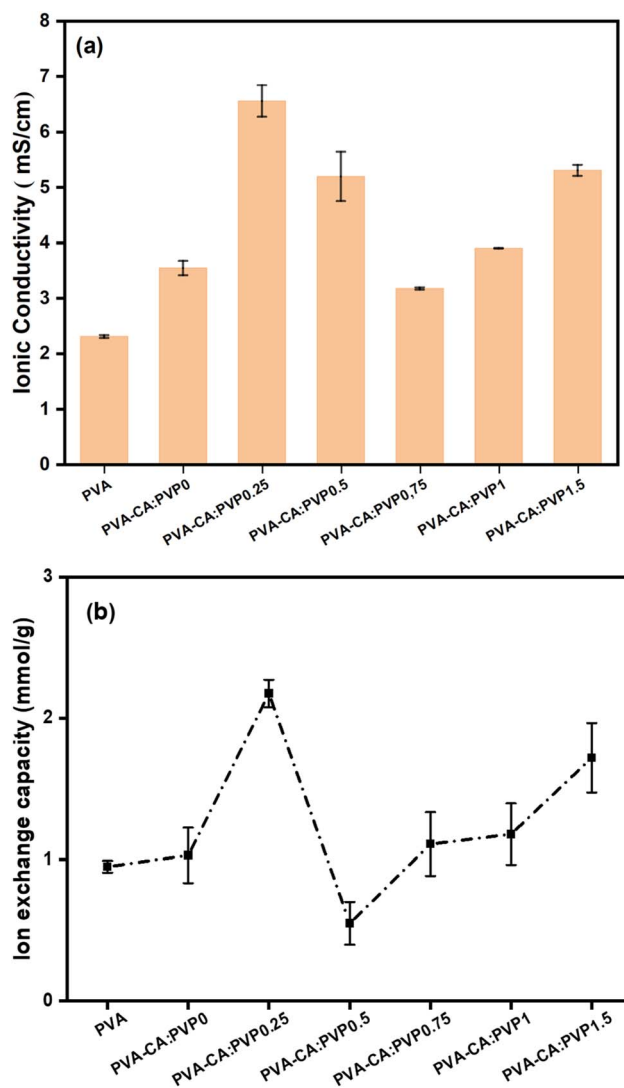 (a)
Ionic Conductivity ( mS/cm)
8
7
6
5
4
3
2
1
0
PVA
PVA-CA:PVP0
PVA-CA:PVP0.25
PVA-CA:PVP0.5
PVA-CA:PVP0,75
PVA-CA:PVP1
PVA-CA:PVP1.5
(b)
Ion exchange capacity (mmol/g)
3
2
1
0
PVA
PVA-CA:PVP0
PVA-CA:PVP0.25
PVA-CA:PVP0.5
PVA-CA:PVP0.75
PVA-CA:PVP1
PVA-CA:PVP1.5